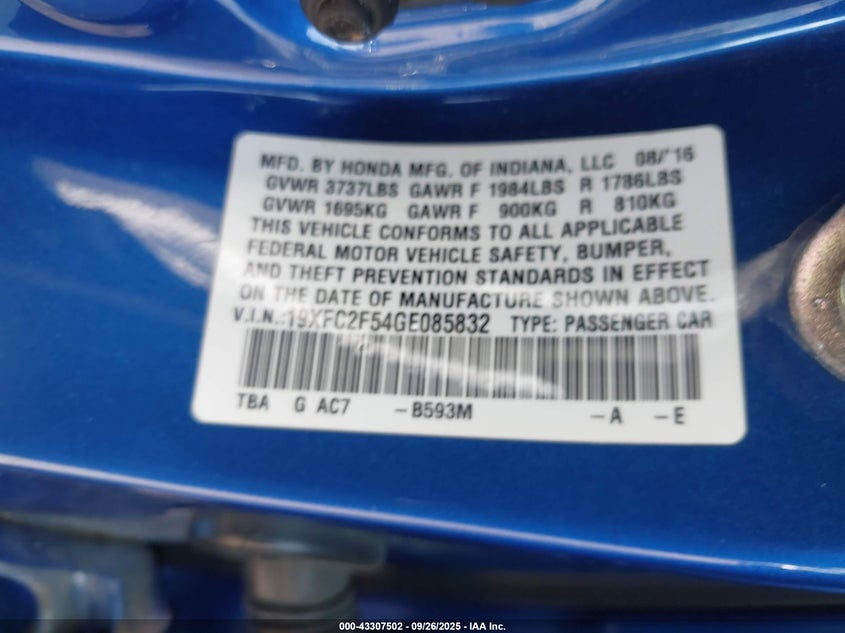 MFD. BY HONDA MFG. OF INDIANA, LLC 08/'16
GVWR 3737LBS GAWR F 1984LBS R 1786LBS
GVWR 1695KG GAWR F 900KG R 810KG
THIS VEHICLE CONFORMS TO ALL APPLICABLE
FEDERAL MOTOR VEHICLE SAFETY, BUMPER,
AND THEFT PREVENTION STANDARDS IN EFFECT
ON THE DATE OF MANUFACTURE SHOWN ABOVE.
V.I.N.:19XFC2F54GE085832 TYPE: PASSENGER CAR
TBA G AC7 -B593M -A -E
000-43307502 - 09/26/2025 - IAA Inc.